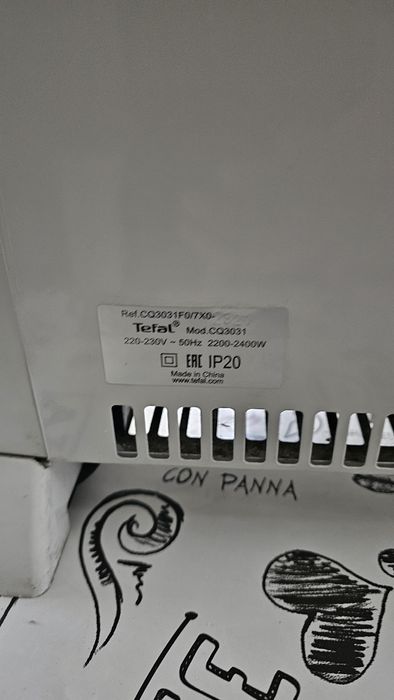 Ref.CQ3031F0/7X0-
Tefal® Mod.CQ3031
220-230V ~ 50Hz 2200-2400W
EAC IP20
Made in China
www.tefal.com
CON PANNA